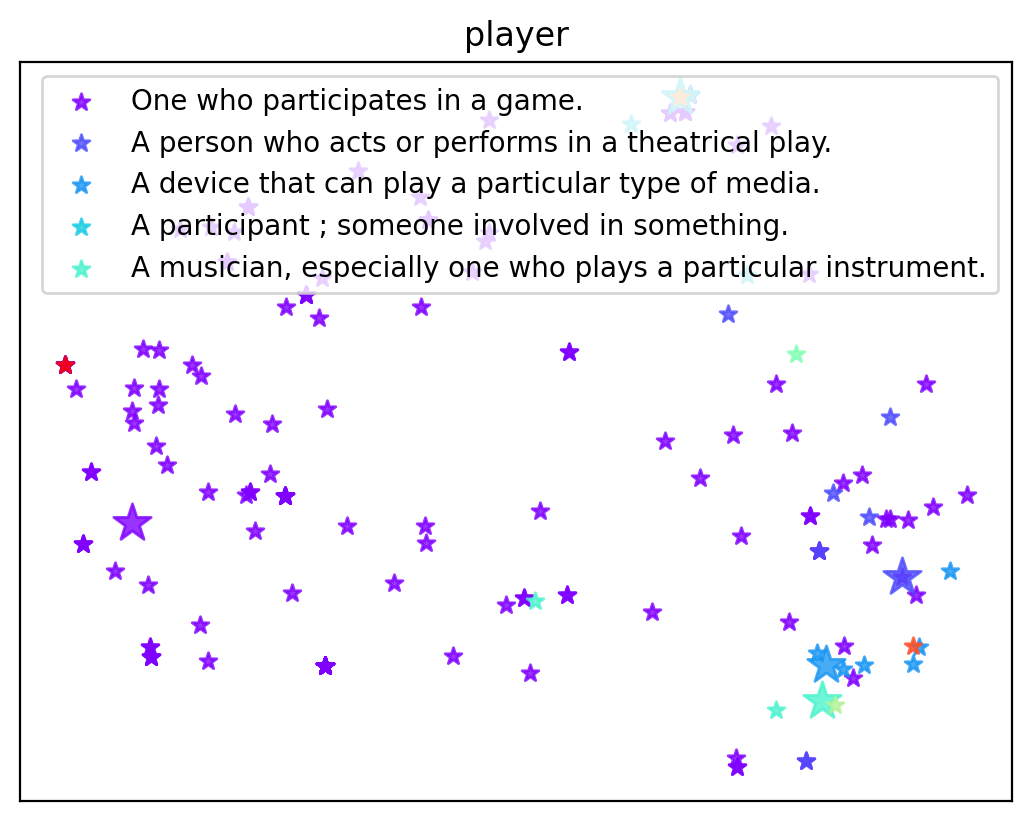 player
One who participates in a game.
A person who acts or performs in a theatrical play.
A device that can play a particular type of media.
A participant ; someone involved in something.
A musician, especially one who plays a particular instrument.